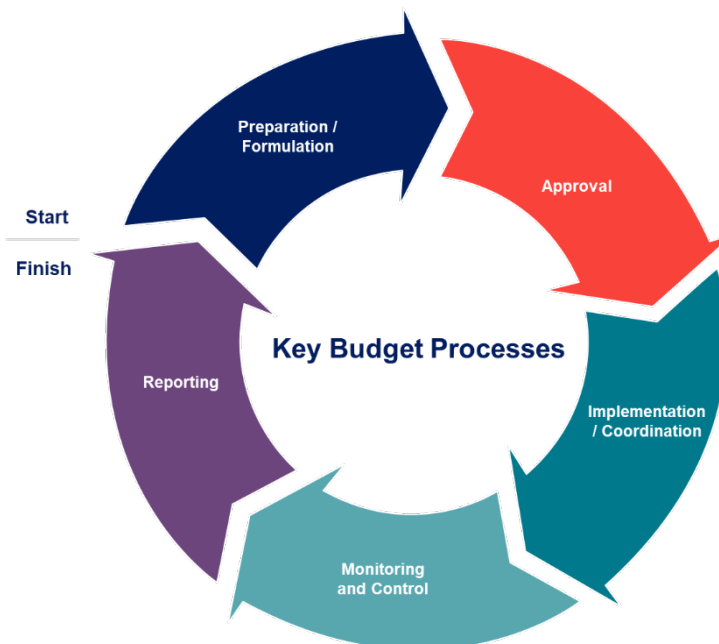 Preparation /
Formulation
Approval
Start
Finish
Key Budget Processes
Reporting
Implementation
/ Coordination
Monitoring
and Control